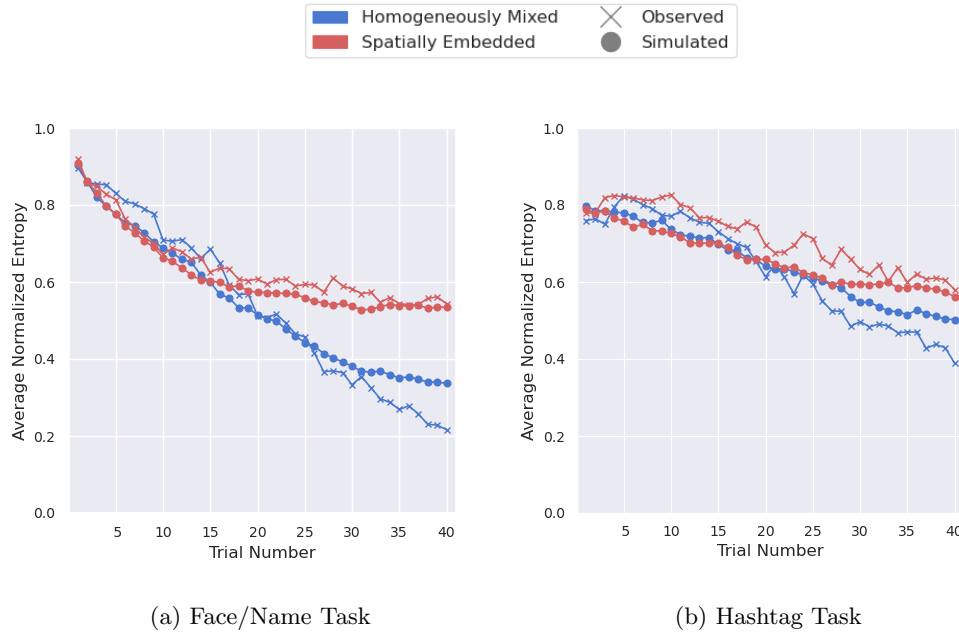 Homogeneously Mixed
Observed
Spatially Embedded
Simulated
1.0
0.8
0.6
0.4
0.2
0.0
Average Normalized Entropy
5 10 15 20 25 30 35 40
Trial Number
(a) Face/Name Task
1.0
0.8
0.6
0.4
0.2
0.0
Average Normalized Entropy
5 10 15 20 25 30 35 40
Trial Number
(b) Hashtag Task